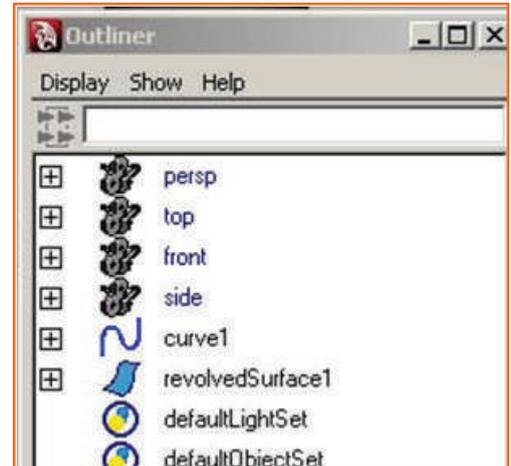 Outliner
Display Show Help
persp
top
front
side
curve1
revolvedSurface1
defaultLightSet
defaultObjectSet